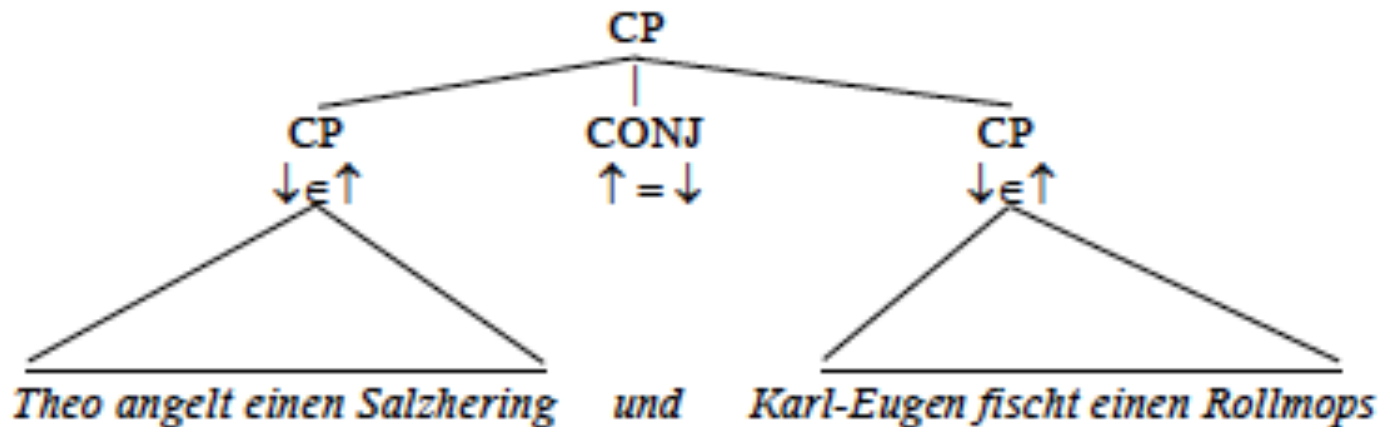 CP
CP CONJ CP
↓∈↑ ↑=↓ ↓∈↑
Theo angelt einen Salzhering und Karl-Eugen fischt einen Rollmops